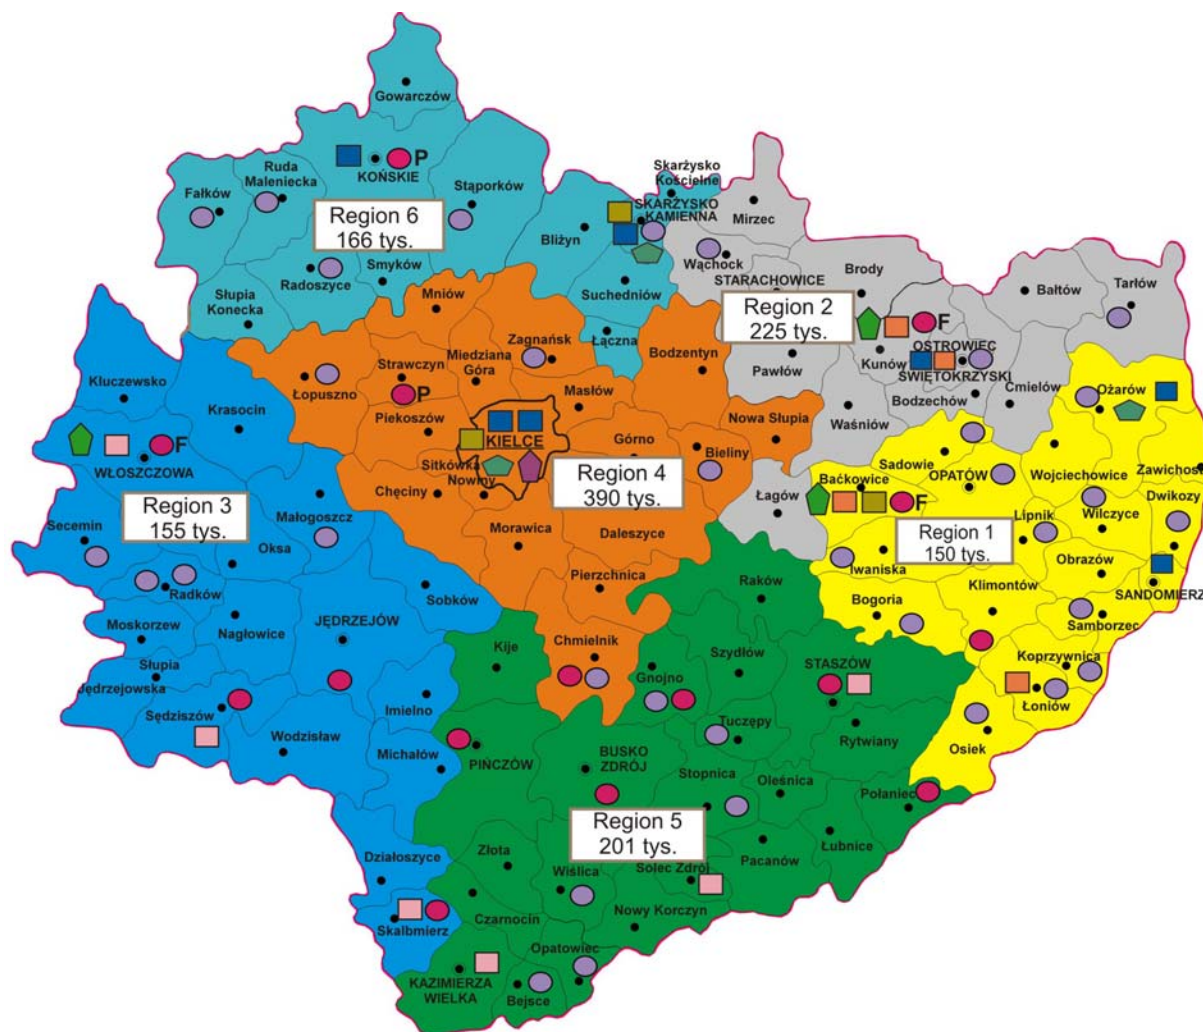 Gowarczów
KOŃSKIE
P
Ruda
Maleniecka
Fałków
Stąporków
Region 6
166 tys.
Radoszyce
Smyków
Słupia
Konecka
Skarżysko
Kościelne
SKARŻYSKO
KAMIENNA
Bliżyn
Suchedniów
Łączna
Mirzec
Wąchock
STARACHOWICE
Brody
Region 2
225 tys.
F
Kunów
OSTROWIEC
ŚWIĘTOKRZYSKI
Bałtów
Tarłów
Pawłów
Bodzechów
Ćmielów
Waśniów
Łagów
Mniów
Zagnańsk
Miedziana
Góra
Strawczyn
P
Bodzentyn
Łopuszno
Masłów
Piekoszów
KIELCE
Górno
Nowa Słupia
Bieliny
Sitkówka
Nowiny
Region 4
390 tys.
Chęciny
Morawica
Daleszyce
Pierzchnica
Chmielnik
Kluczewsko
Krasocin
F
WŁOSZCZOWA
Region 3
155 tys.
Małogoszcz
Secemin
Oksa
Radków
Sobków
Moskorzew
Nagłowice
JĘDRZEJÓW
Słupia
Jędrzejowska
Sędziszów
Imielno
Wodzisław
Michałów
Działoszyce
Skalbmierz
Ożarów
Sadowie
OPATÓW
Wojciechowice
Zawichost
Baćkowice
F
Dwikozy
Region 1
150 tys.
Lipnik
Wilczyce
Iwaniska
Obrazów
Klimontów
SANDOMIERZ
Bogoria
Samborzec
Koprzywnica
Łoniów
Osiek
Raków
Kije
Szydłów
STASZÓW
Gnojno
Tuczępy
Rytwiany
PIŃCZÓW
BUSKO
ZDRÓJ
Stopnica
Oleśnica
Połaniec
Region 5
201 tys.
Łubnice
Pacanów
Złota
Wiślica
Solec Zdrój
Czarnocin
Nowy Korczyn
Opatowiec
KAZIMIERZA
WIELKA
Bejsce